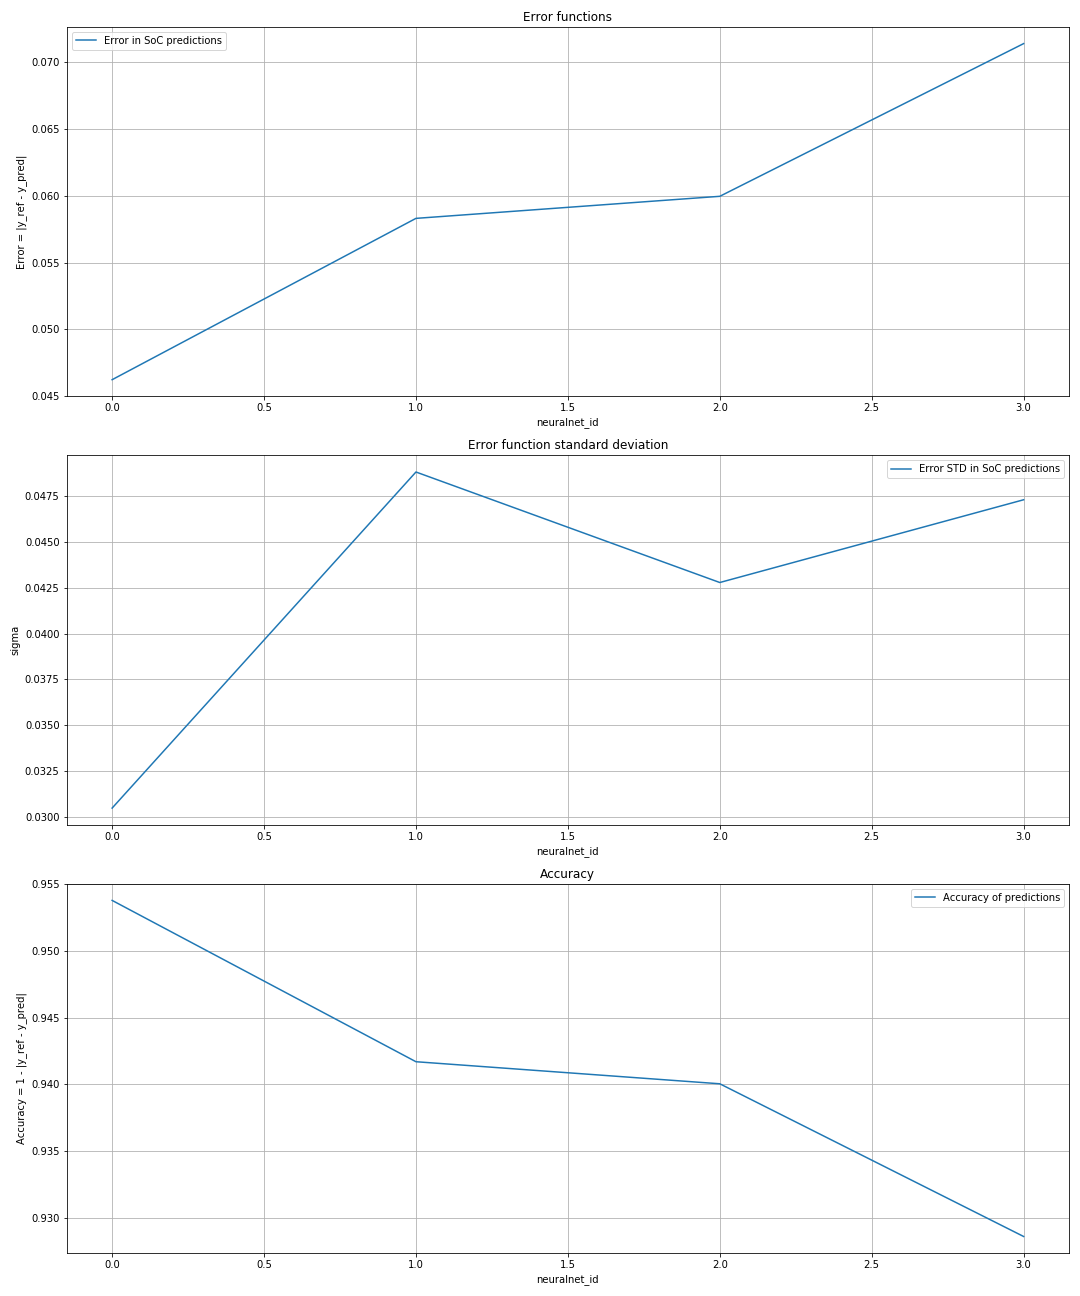 Error functions
Error in SoC predictions
0.070
0.065
0.060
0.055
0.050
0.045
Error = |y_ref - y_pred|
0.0 0.5 1.0 1.5 2.0 2.5 3.0
neuralnet_id
Error function standard deviation
Error STD in SoC predictions
0.0475
0.0450
0.0425
0.0400
0.0375
0.0350
0.0325
0.0300
sigma
0.0 0.5 1.0 1.5 2.0 2.5 3.0
neuralnet_id
Accuracy
Accuracy of predictions
0.955
0.950
0.945
0.940
0.935
0.930
Accuracy = 1 - |y_ref - y_pred|
0.0 0.5 1.0 1.5 2.0 2.5 3.0
neuralnet_id